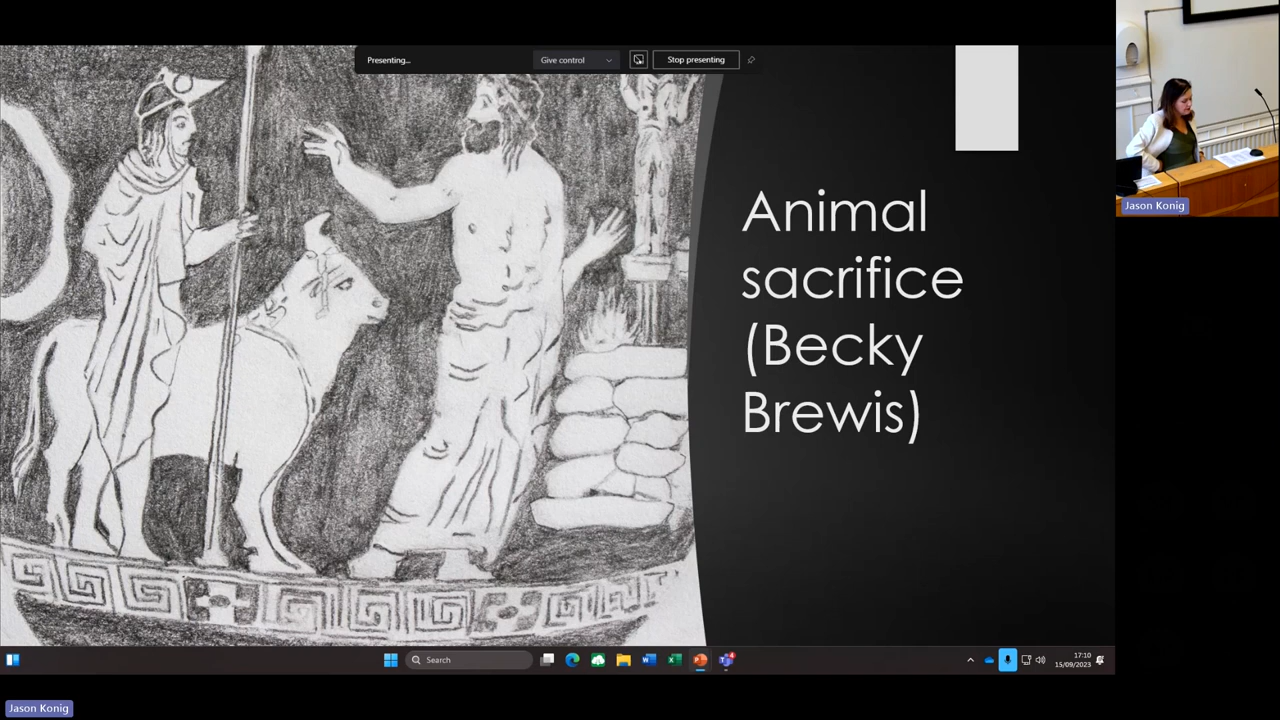 Presenting...
Give control
Stop presenting
Animal
sacrifice
(Becky
Brewis)
Jason Konig
Search
4
17:10
15/09/2023
Jason Konig